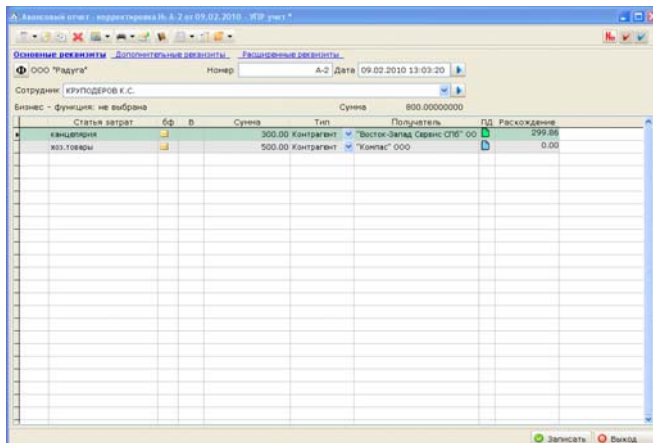 Авансовый отчет - корректировка № А-2 от 09.02.2010 - УПР учет *
Основные реквизиты Дополнительные реквизиты Расширенные реквизиты
Ф ООО "Радуга" Номер А-2 Дата 09.02.2010 13:03:20
Сотрудник КРУПОДЕРОВ К.С.
Бизнес - функция: не выбрана Сумма 800.00000000
Статья затрат бф В Сумма Тип Получатель ПД Расхождение
канцелярия 300.00 Контрагент "Восток-Запад Сервис СПб" ОО 299.86
хоз.товары 500.00 Контрагент "Компас" ООО 0.00
Записать Выход